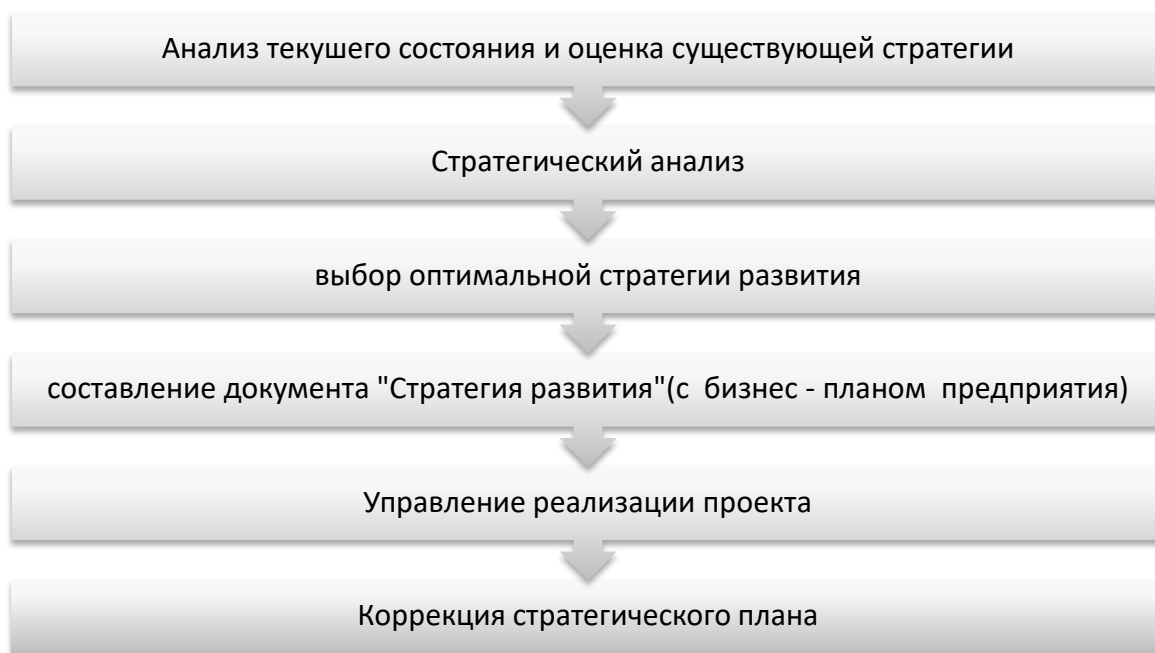 Анализ текушего состояния и оценка существующей стратегии
Стратегический анализ
выбор оптимальной стратегии развития
составление документа "Стратегия развития"(с бизнес - планом предприятия)
Управление реализации проекта
Коррекция стратегического плана